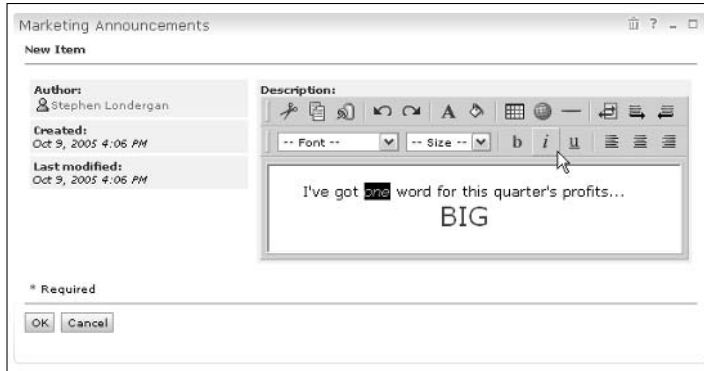 Marketing Announcements
New Item
Author:
Stephen Londergan
Created:
Oct 9, 2005 4:06 PM
Last modified:
Oct 9, 2005 4:06 PM
Description:
A
-- Font --
-- Size --
b i u
I've got one word for this quarter's profits...
BIG
* Required
OK Cancel